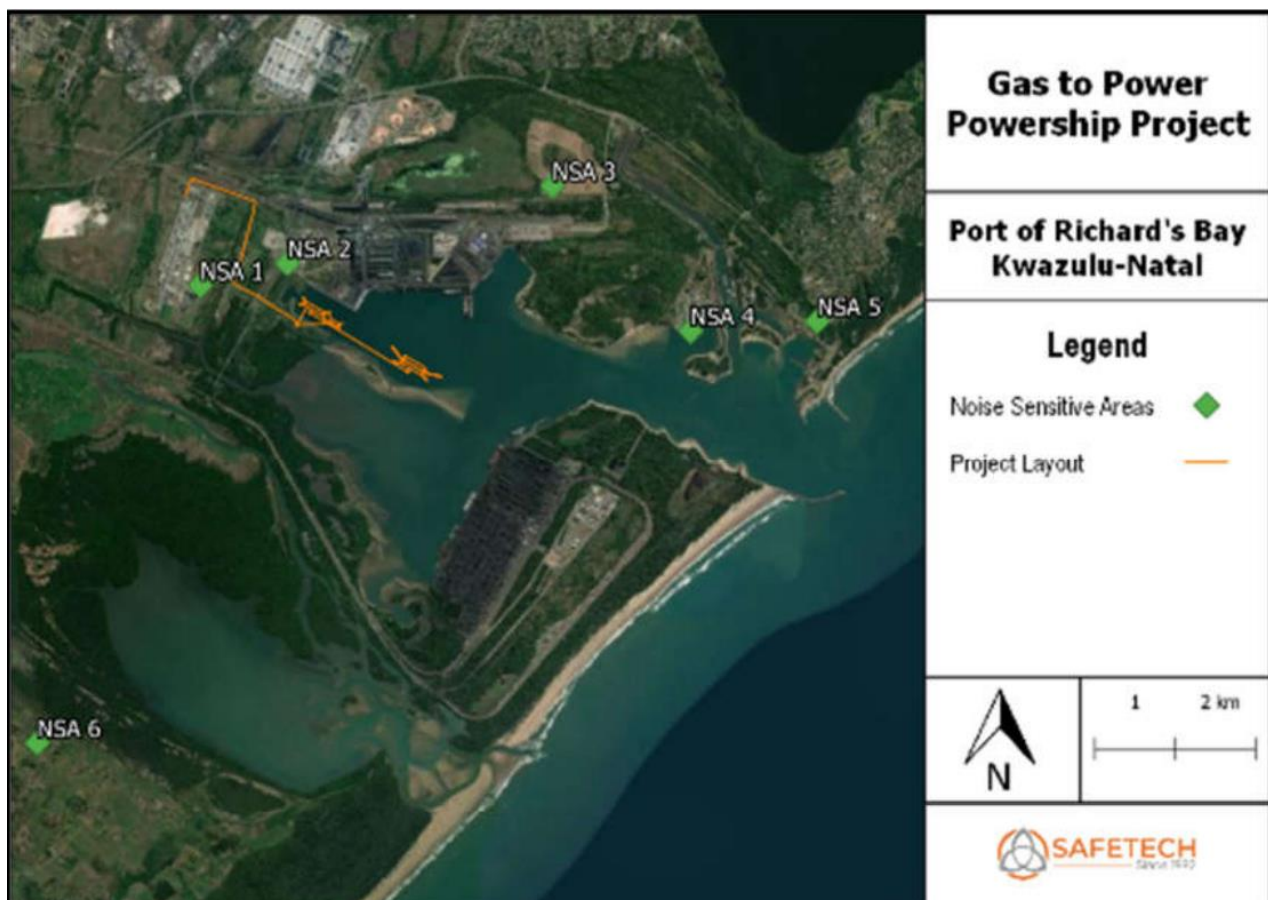 NSA 1
NSA 2
NSA 3
NSA 4
NSA 5
NSA 6
Gas to Power
Powership Project
Port of Richard's Bay
Kwazulu-Natal
Legend
Noise Sensitive Areas
Project Layout
N
1 2 km
SAFETECH